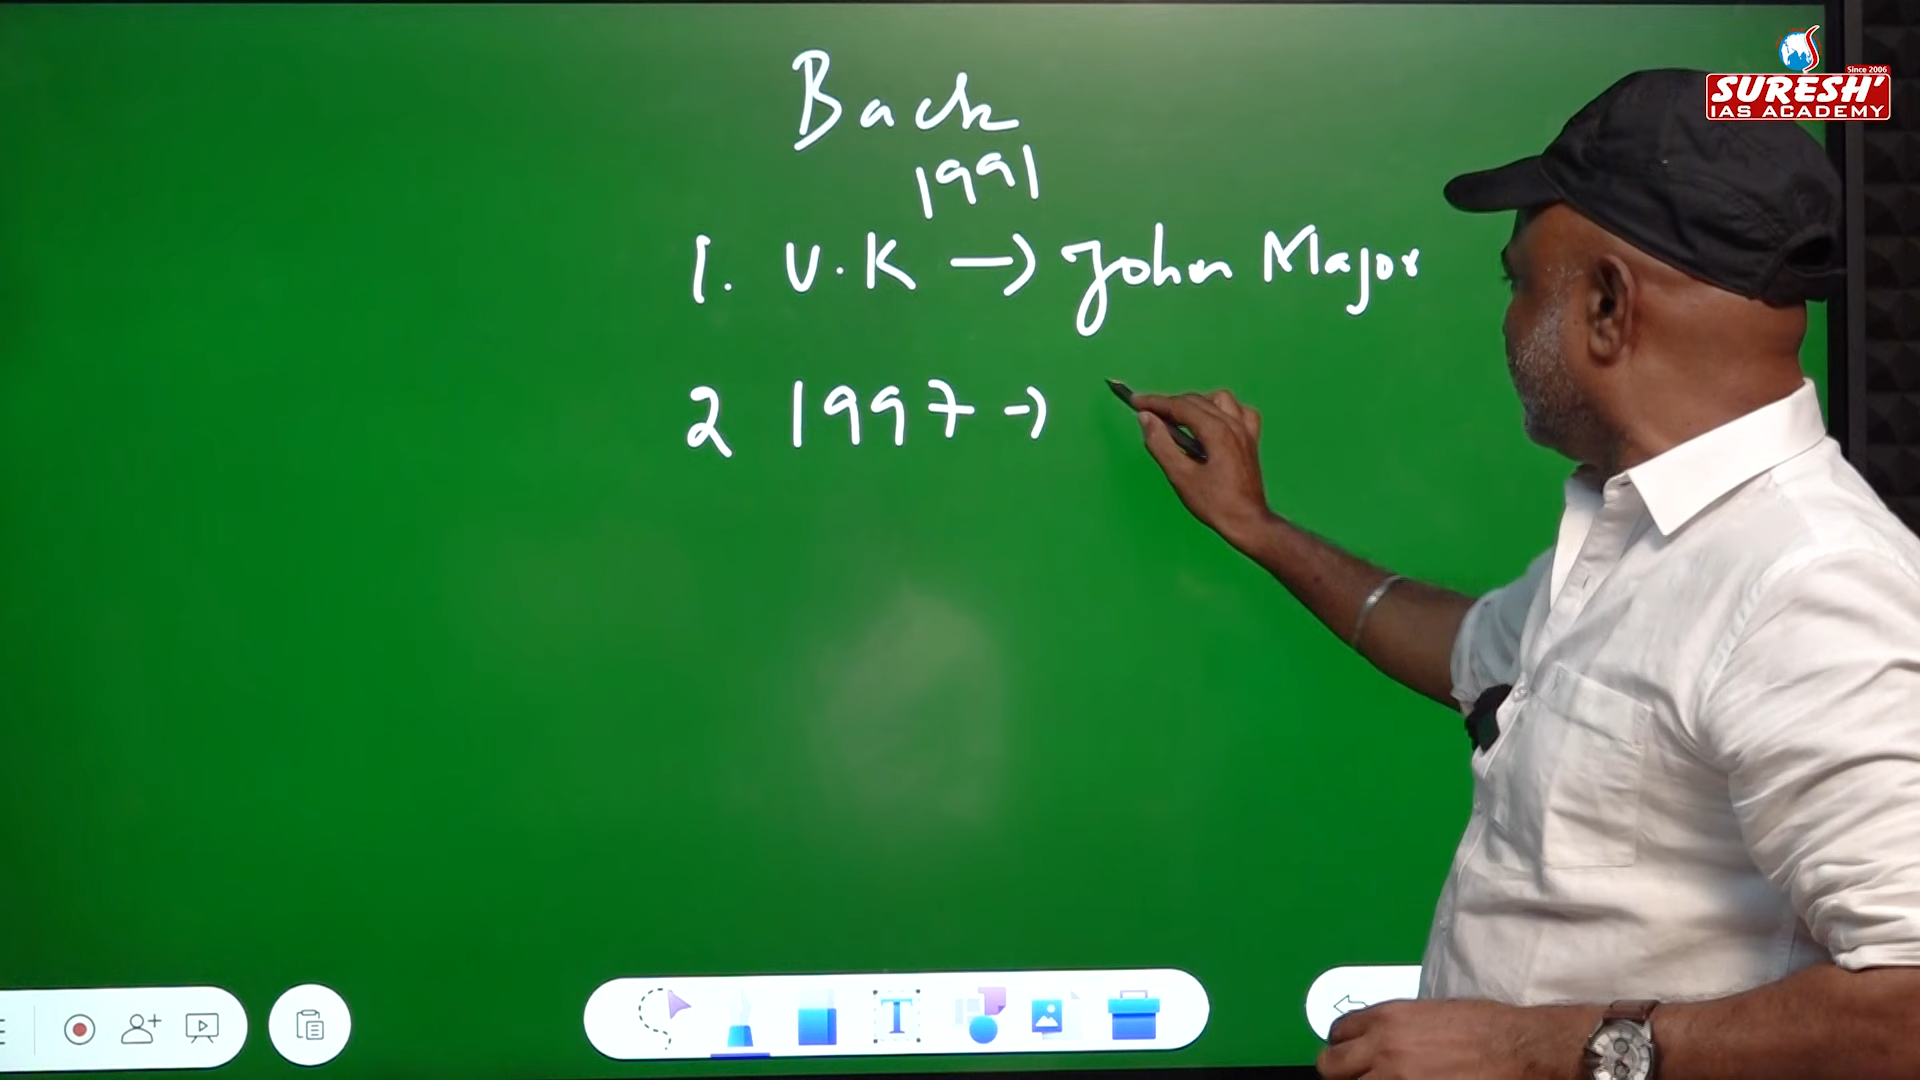 Back
1991
1. U.K → John Major
2 1997 →
Since 2006
SURESH'
IAS ACADEMY
T